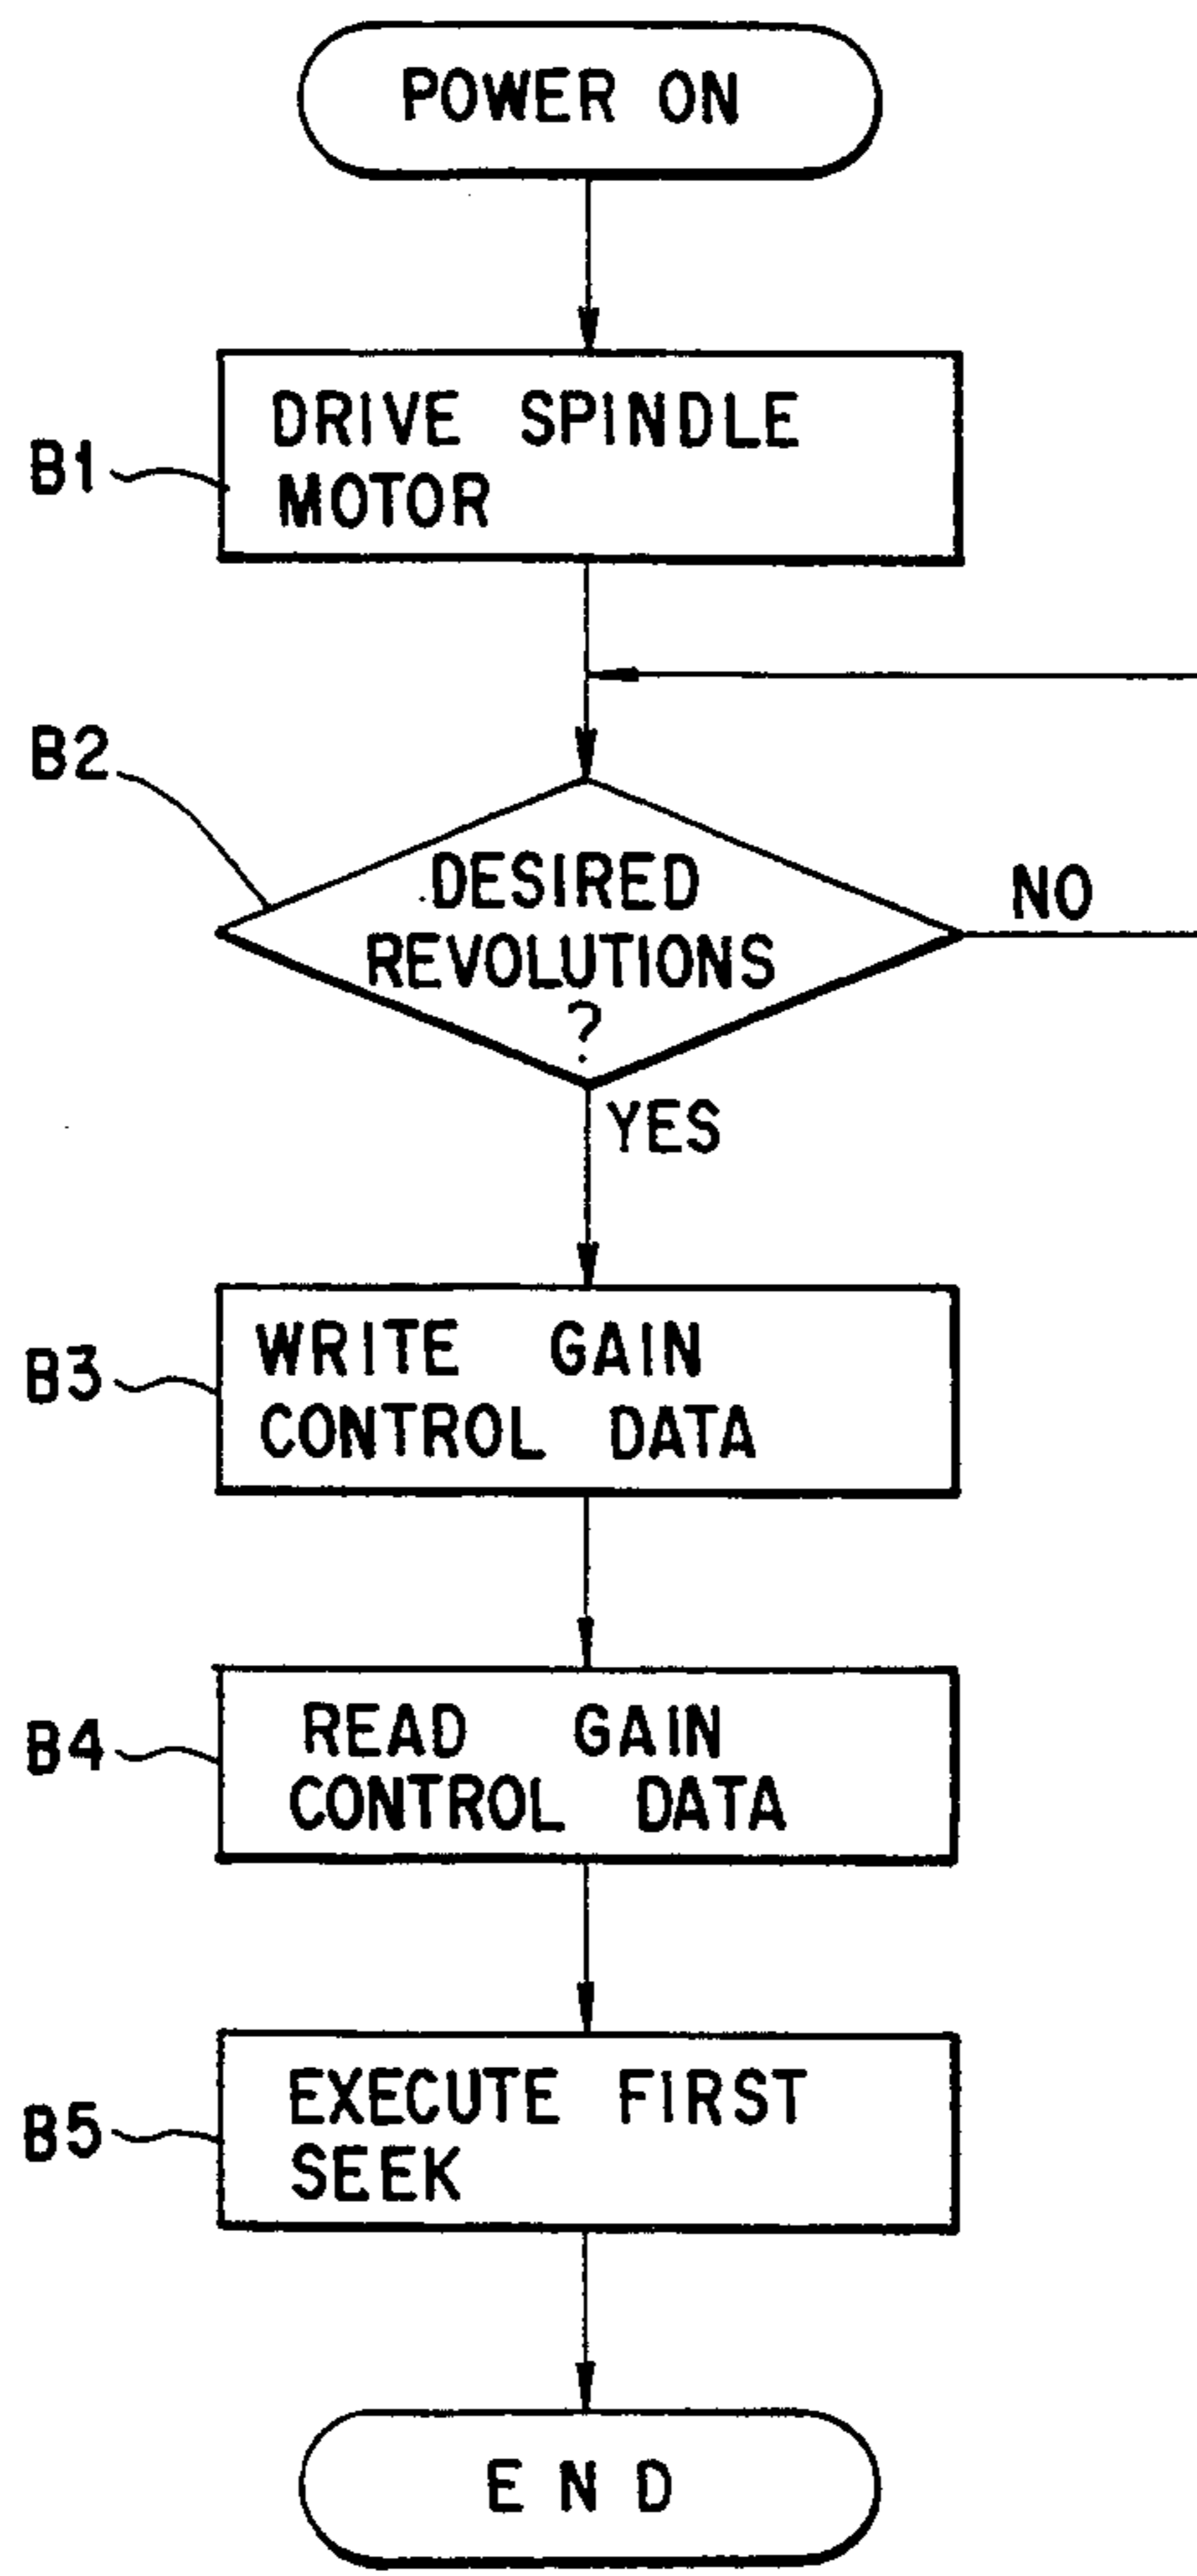 POWER ON
DRIVE SPINDLE
MOTOR
B1
B2
DESIRED
REVOLUTIONS
?
NO
YES
B3
WRITE GAIN
CONTROL DATA
B4
READ GAIN
CONTROL DATA
B5
EXECUTE FIRST
SEEK
END